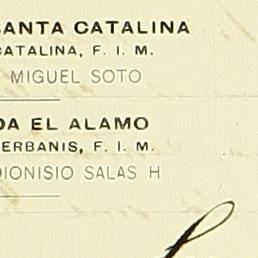 SANTA CATALINA
CATALINA, F. I. M.
MIGUEL SOTO
DA EL ALAMO
ERBANIS, F. I. M.
DIONISIO SALAS H